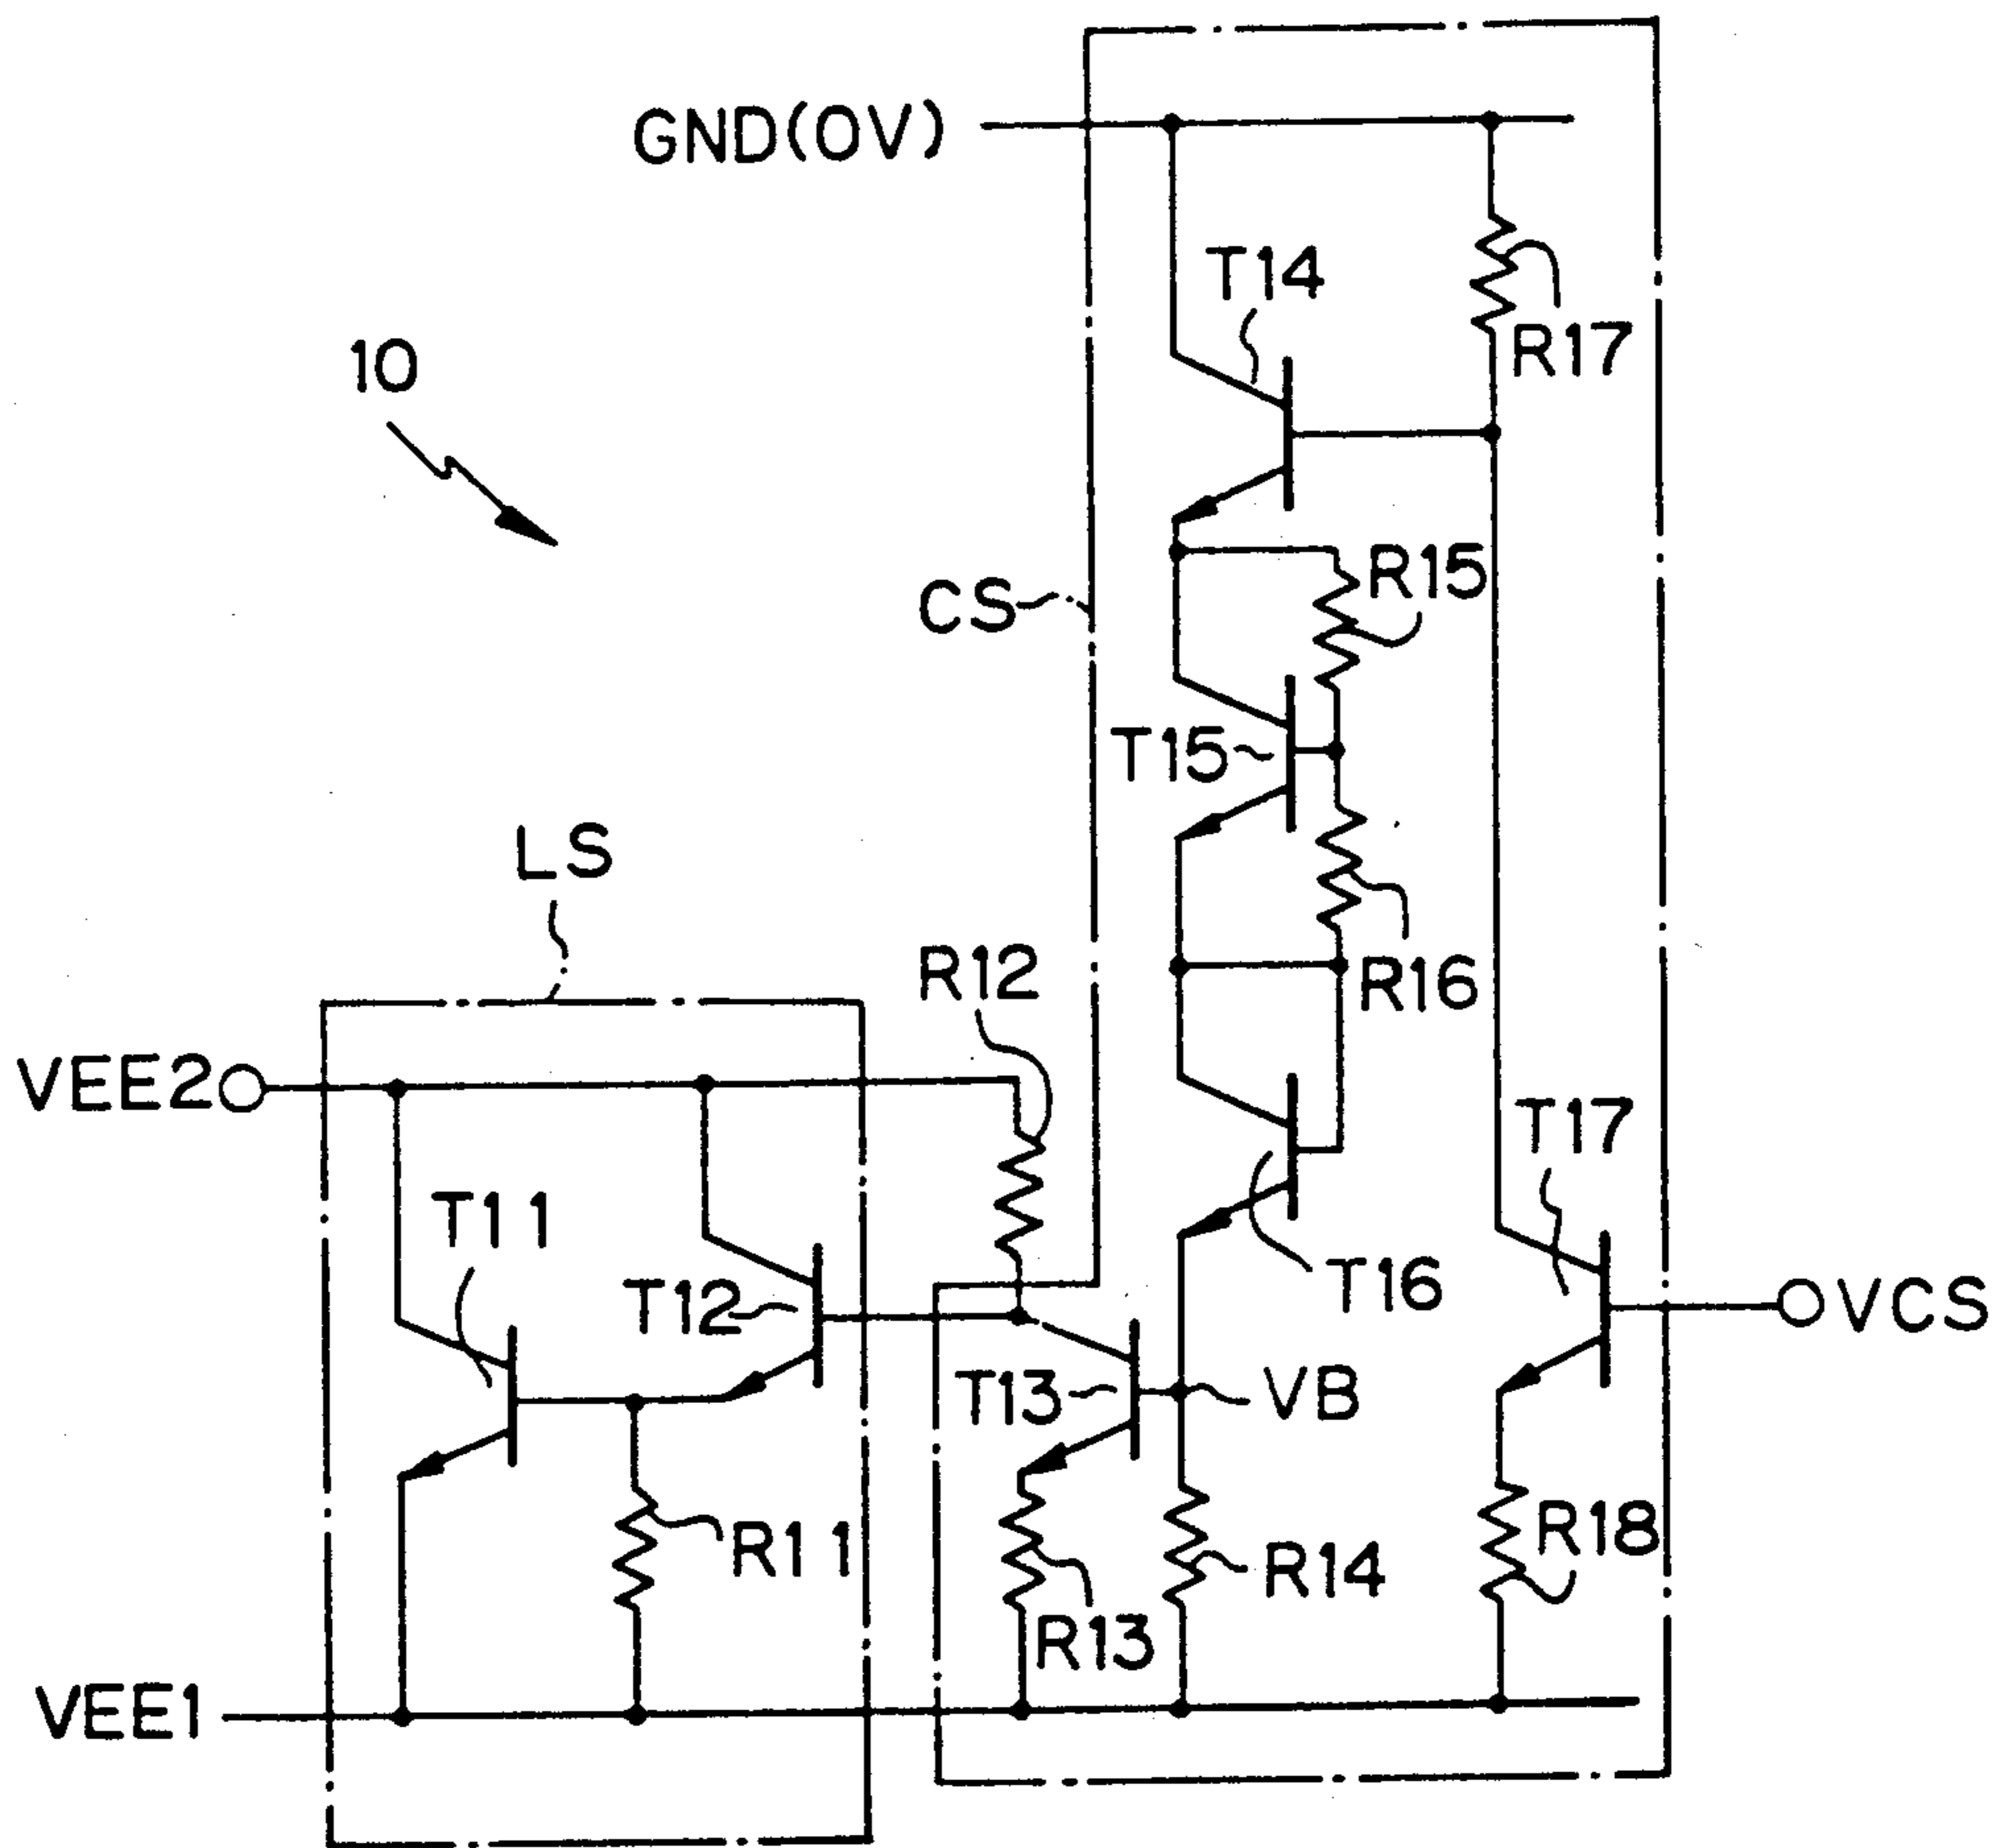 GND(0V)
T14
R17
10
R15
CS
T15
LS
R12
R16
VEE2
T17
T11
T12
T16
VCS
T13
VB
R11
R14
R18
R13
VEE1